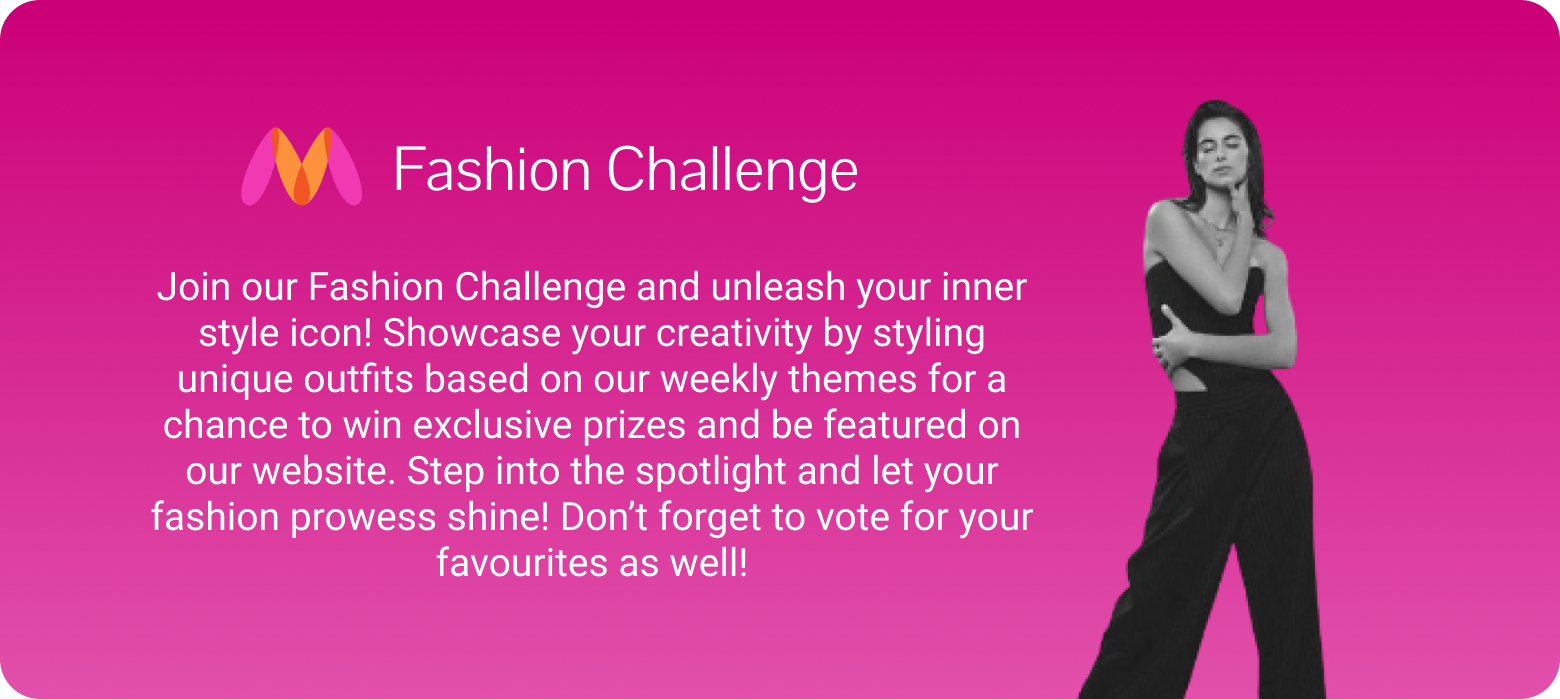 Fashion Challenge
Join our Fashion Challenge and unleash your inner
style icon! Showcase your creativity by styling
unique outfits based on our weekly themes for a
chance to win exclusive prizes and be featured on
our website. Step into the spotlight and let your
fashion prowess shine! Don’t forget to vote for your
favourites as well!